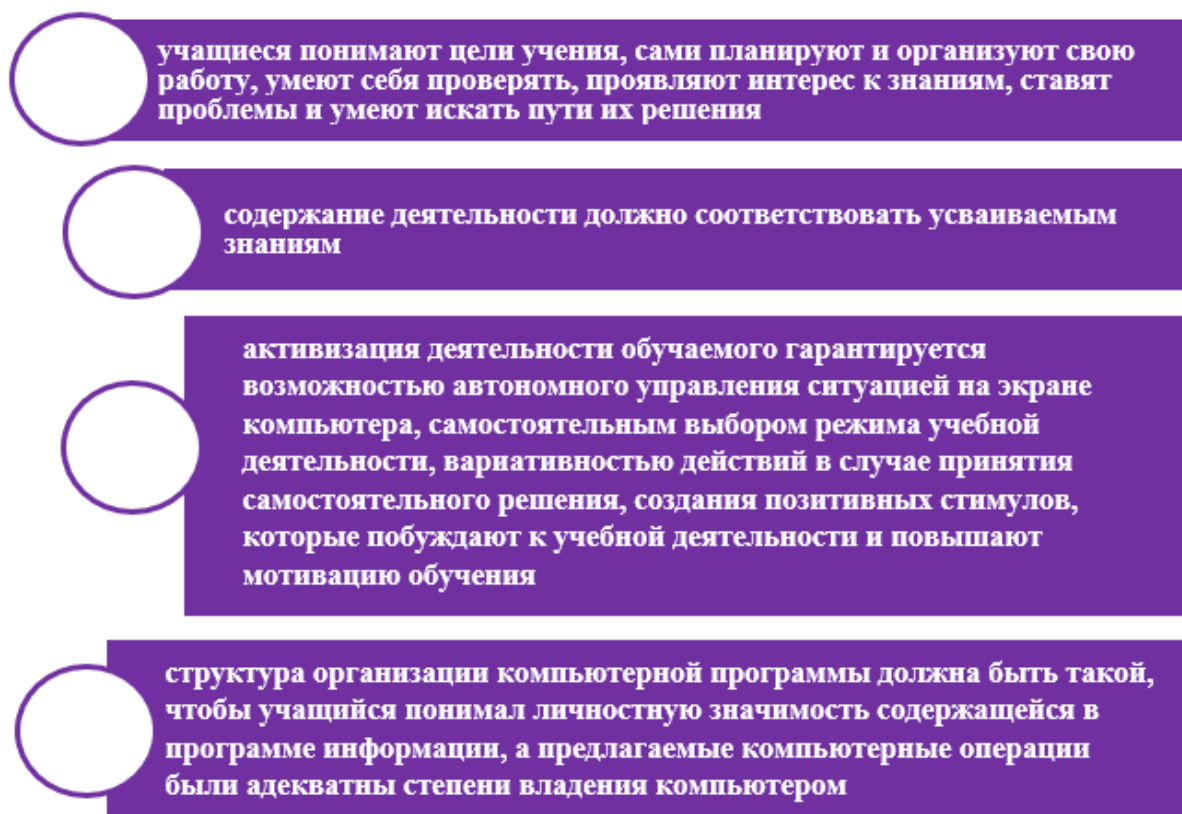 учащиеся понимают цели учения, сами планируют и организуют свою
работу, умеют себя проверять, проявляют интерес к знаниям, ставят
проблемы и умеют искать пути их решения
содержание деятельности должно соответствовать усваиваемым
знаниям
активизация деятельности обучаемого гарантируется
возможностью автономного управления ситуацией на экране
компьютера, самостоятельным выбором режима учебной
деятельности, вариативностью действий в случае принятия
самостоятельного решения, создания позитивных стимулов,
которые побуждают к учебной деятельности и повышают
мотивацию обучения
структура организации компьютерной программы должна быть такой,
чтобы учащийся понимал личностную значимость содержащейся в
программе информации, а предлагаемые компьютерные операции
были адекватны степени владения компьютером